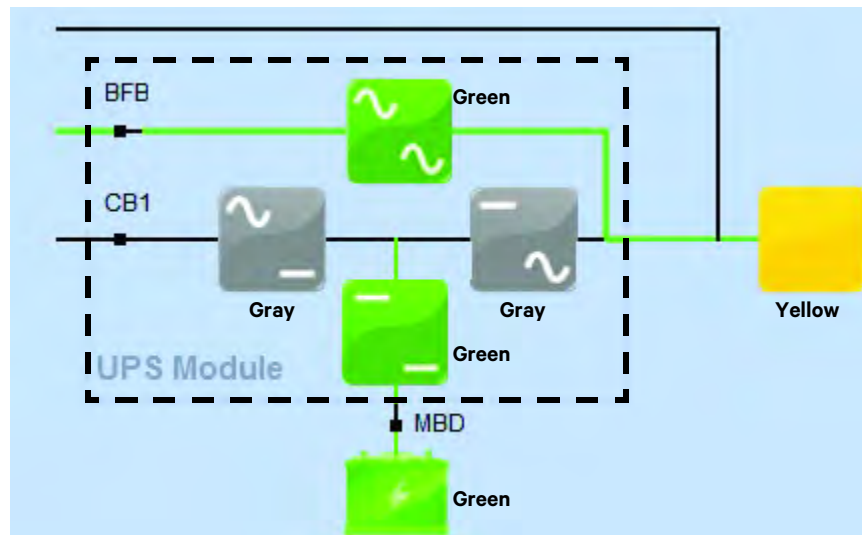 BFB
Green
CB1
Gray
Gray
Yellow
Green
UPS Module
MBD
Green